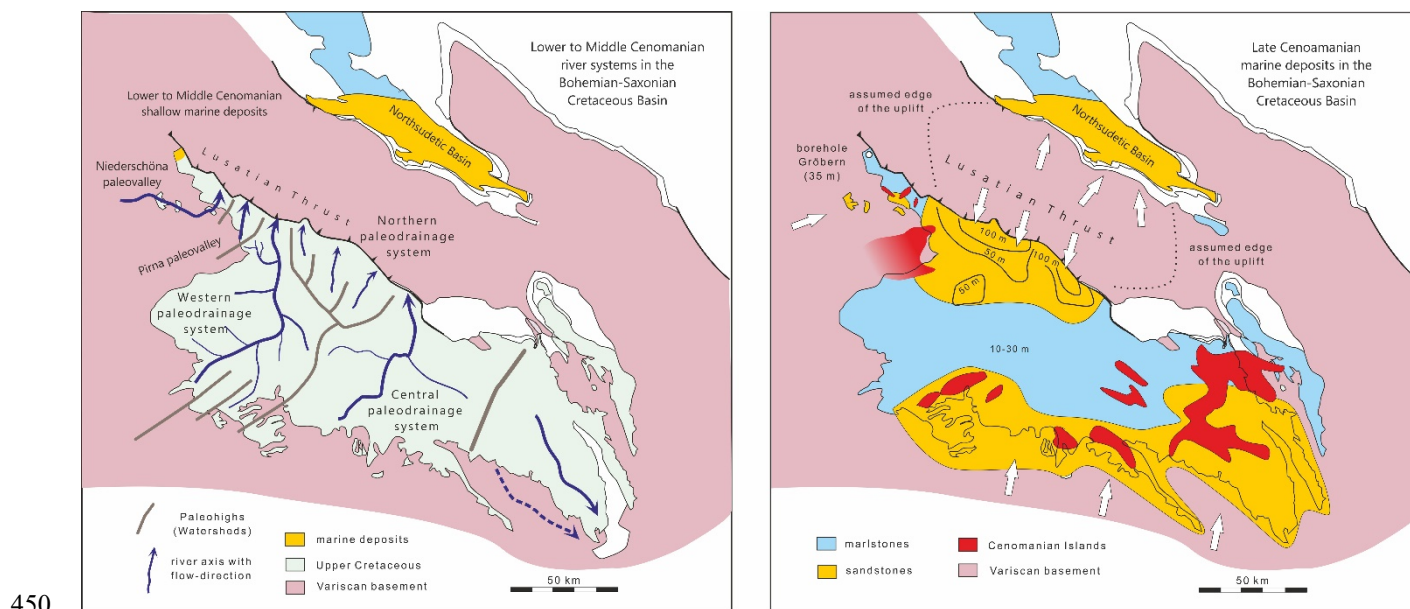 Lower to Middle Cenomanian
river systems in the
Bohemian-Saxonian
Cretaceous Basin
Lower to Middle Cenomanian
shallow marine deposits
Northsudetic Basin
Niederschöna
paleovalley
Lusatian Thrust
Northern
paleodrainage
system
Pirna paleovalley
Western
paleodrainage
system
Central
paleodrainage
system
Paleohighs
(Watersheds)
river axis with
flow-direction
marine deposits
Upper Cretaceous
Variscan basement
50 km
Late Cenoamanian
marine deposits in the
Bohemian-Saxonian
Cretaceous Basin
assumed edge
of the uplift
Northsudetic Basin
borehole
Gröbern
(35 m)
Lusatian Thrust
100 m
50 m
100 m
50 m
assumed edge
of the uplift
10-30 m
marlstones
sandstones
Cenomanian Islands
Variscan basement
50 km
450